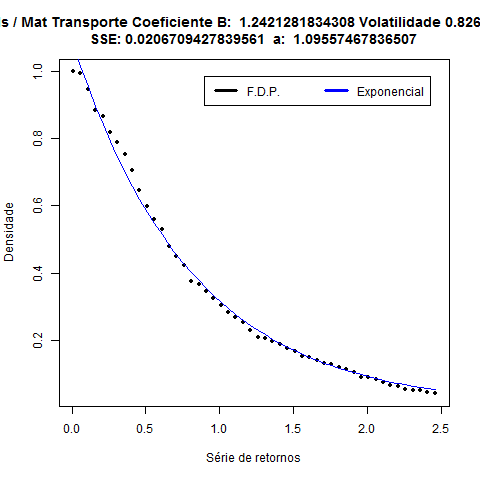 s / Mat Transporte Coeficiente B: 1.2421281834308 Volatilidade 0.826
SSE: 0.0206709427839561 a: 1.09557467836507
F.D.P.
Exponencial
Densidade
1.0
0.8
0.6
0.4
0.2
0.0 0.5 1.0 1.5 2.0 2.5
Série de retornos